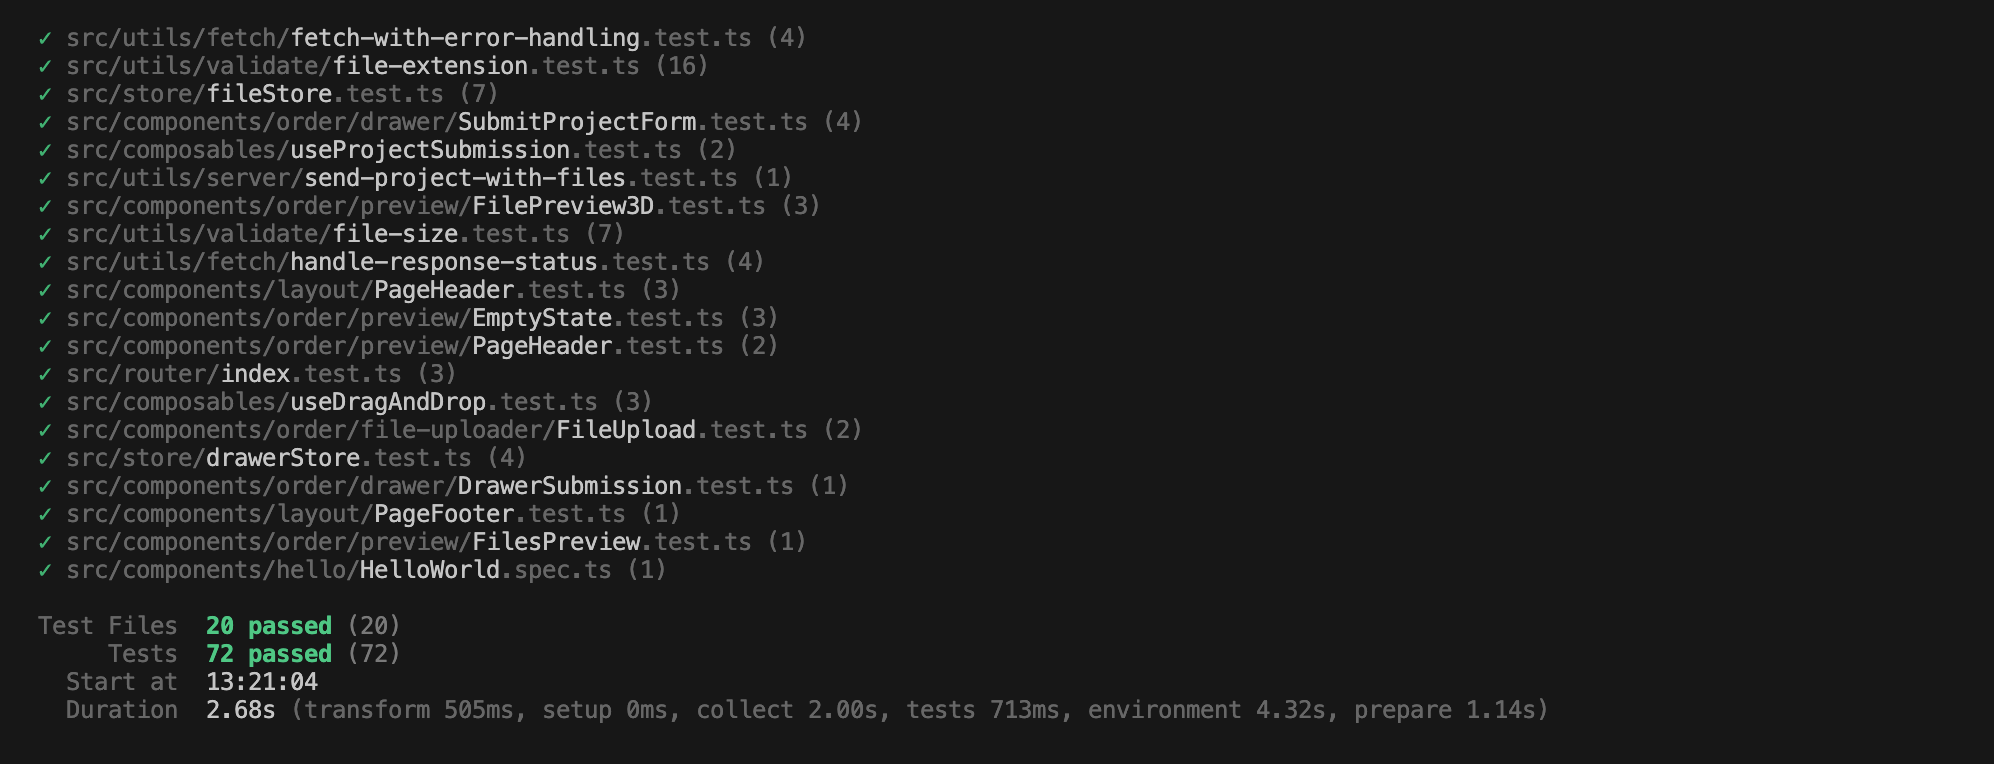 ✓ src/utils/fetch/fetch-with-error-handling.test.ts (4)
✓ src/utils/validate/file-extension.test.ts (16)
✓ src/store/fileStore.test.ts (7)
✓ src/components/order/drawer/SubmitProjectForm.test.ts (4)
✓ src/composables/useProjectSubmission.test.ts (2)
✓ src/utils/server/send-project-with-files.test.ts (1)
✓ src/components/order/preview/FilePreview3D.test.ts (3)
✓ src/utils/validate/file-size.test.ts (7)
✓ src/utils/fetch/handle-response-status.test.ts (4)
✓ src/components/layout/PageHeader.test.ts (3)
✓ src/components/order/preview/EmptyState.test.ts (3)
✓ src/components/order/preview/PageHeader.test.ts (2)
✓ src/router/index.test.ts (3)
✓ src/composables/useDragAndDrop.test.ts (3)
✓ src/components/order/file-uploader/FileUpload.test.ts (2)
✓ src/store/drawerStore.test.ts (4)
✓ src/components/order/drawer/DrawerSubmission.test.ts (1)
✓ src/components/layout/PageFooter.test.ts (1)
✓ src/components/order/preview/FilesPreview.test.ts (1)
✓ src/components/hello/HelloWorld.spec.ts (1)
Test Files  20 passed (20)
Tests  72 passed (72)
Start at  13:21:04
Duration  2.68s (transform 505ms, setup 0ms, collect 2.00s, tests 713ms, environment 4.32s, prepare 1.14s)